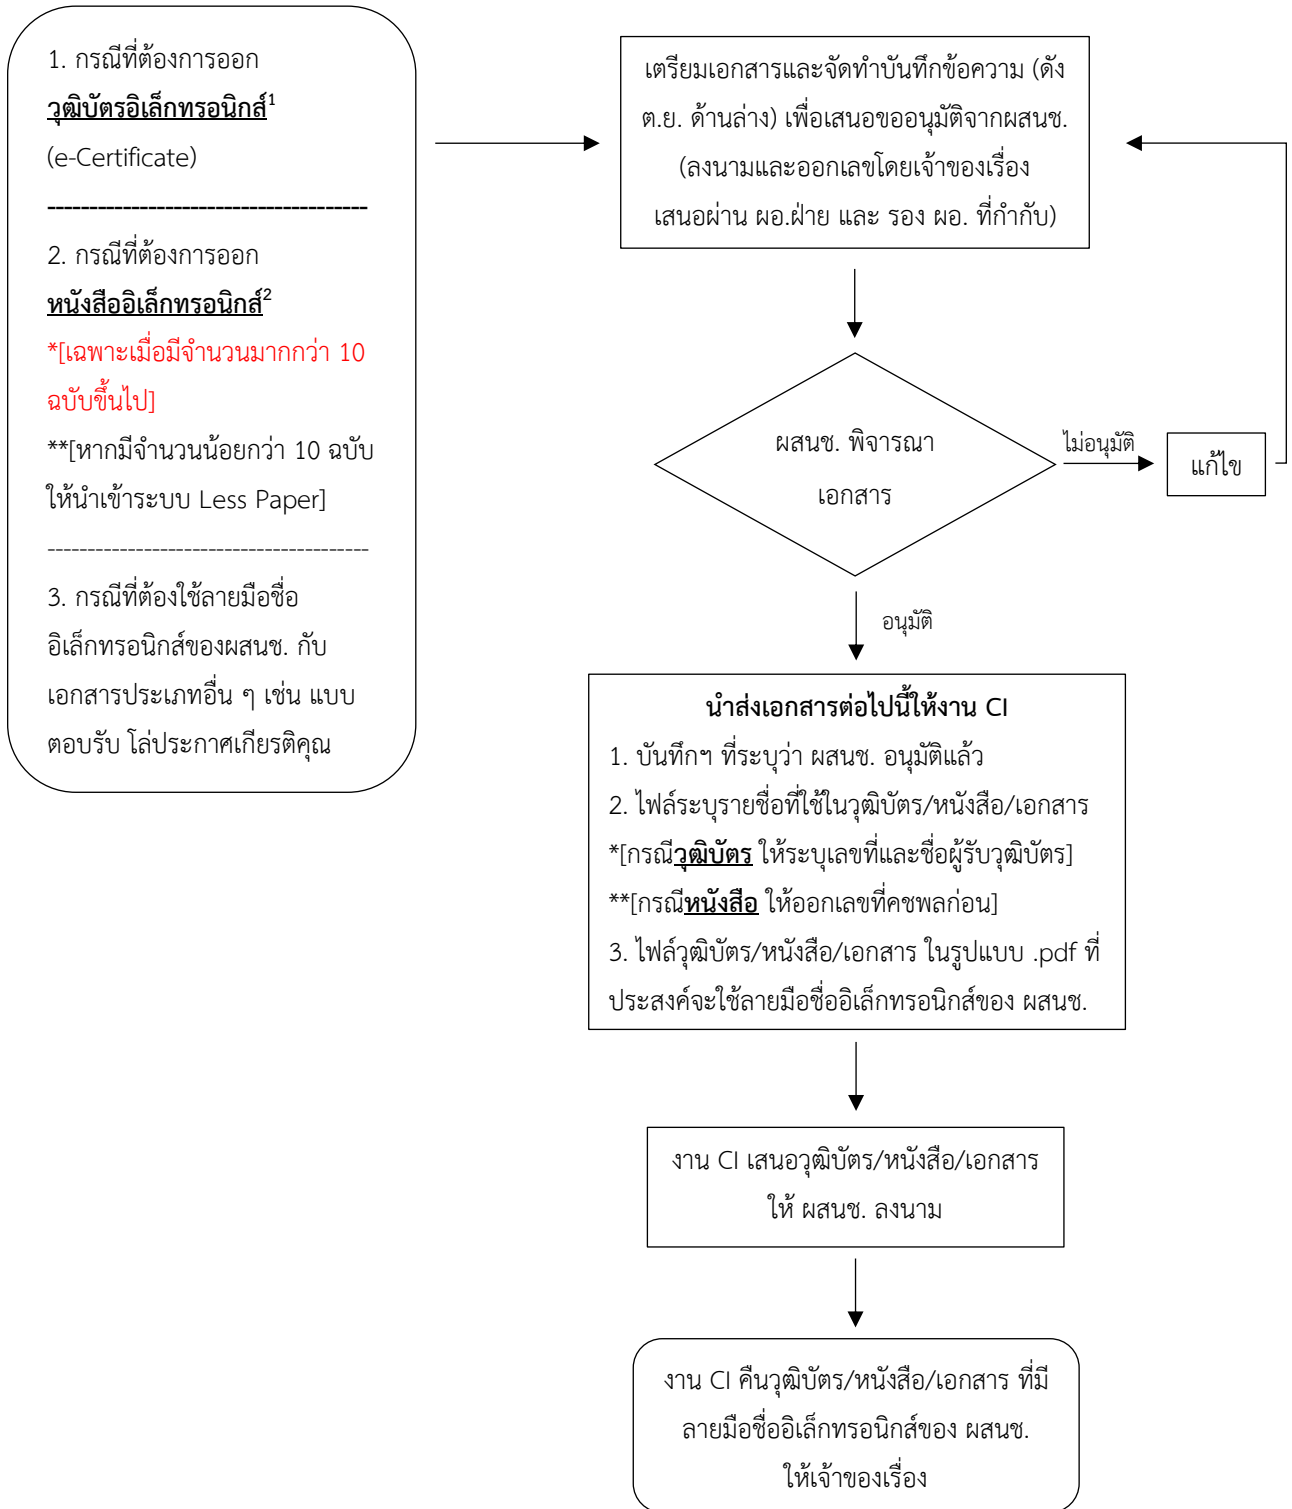 1. กรณีที่ต้องการออก
วุฒิบัตรอิเล็กทรอนิกส์1
(e-Certificate)
--------------------------------------
2. กรณีที่ต้องการออก
หนังสืออิเล็กทรอนิกส์2
*[เฉพาะเมื่อมีจำนวนมากกว่า 10
ฉบับขึ้นไป]
**[หากมีจำนวนน้อยกว่า 10 ฉบับ
ให้นำเข้าระบบ Less Paper]
----------------------------------------
3. กรณีที่ต้องใช้ลายมือชื่อ
อิเล็กทรอนิกส์ของผสนช. กับ
เอกสารประเภทอื่น ๆ เช่น แบบ
ตอบรับ โล่ประกาศเกียรติคุณ
เตรียมเอกสารและจัดทำบันทึกข้อความ (ดัง
ต.ย. ด้านล่าง) เพื่อเสนอขออนุมัติจากผสนช.
(ลงนามและออกเลขโดยเจ้าของเรื่อง
เสนอผ่าน ผอ.ฝ่าย และ รอง ผอ. ที่กำกับ)
ผสนช. พิจารณา
เอกสาร
ไม่อนุมัติ
แก้ไข
อนุมัติ
นำส่งเอกสารต่อไปนี้ให้งาน CI
1. บันทึกฯ ที่ระบุว่า ผสนช. อนุมัติแล้ว
2. ไฟล์ระบุรายชื่อที่ใช้ในวุฒิบัตร/หนังสือ/เอกสาร
*[กรณีวุฒิบัตร ให้ระบุเลขที่และชื่อผู้รับวุฒิบัตร]
**[กรณีหนังสือ ให้ออกเลขที่คชพลก่อน]
3. ไฟล์วุฒิบัตร/หนังสือ/เอกสาร ในรูปแบบ .pdf ที่
ประสงค์จะใช้ลายมือชื่ออิเล็กทรอนิกส์ของ ผสนช.
งาน CI เสนอวุฒิบัตร/หนังสือ/เอกสาร
ให้ ผสนช. ลงนาม
งาน CI คืนวุฒิบัตร/หนังสือ/เอกสาร ที่มี
ลายมือชื่ออิเล็กทรอนิกส์ของ ผสนช.
ให้เจ้าของเรื่อง